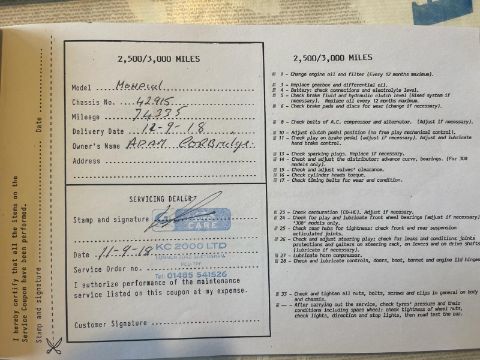 2,500/3,000 MILES
Model
Chassis No. 42915
Mileage 74275
Delivery Date 12-9-18
Owner's Name ADAM
Address
SERVICING DEALER
Stamp and signature
CARE
KC 2000 LTD
Tel: 01485 541526
Date 11-9-18
Service Order no.
I authorize performance of the maintenance
service listed on this coupon at my expense.
Customer Signature
I hereby certify that all the items on the
Service Coupon have been performed.
Stamp and signature Date
2,500/3,000 MILES
1 - Change engine oil and filter (Every 12 months maximum).
3 - Replace gearbox and differential oil.
4 - Battery: check connections and electrolyte level.
5 - Check brake fluid and hydraulic clutch level (Where system if
necessary). Replace oil every 12 months maximum.
6 - Check brake pads and discs for wear (change if necessary).
8 - Check belts of A.C. compressor and alternator. (Adjust if necessary).
10 - Adjust clutch pedal position (no free play mechanical control).
11 - Check play on brake pedal (adjust if necessary). Adjust and lubricate
hand brake control.
13 - Check sparking plugs. Replace if necessary.
14 - Check and adjust the distributor: advance curve, bearings. (For 308
models only).
15 - Check and adjust valves' clearance.
16 - Check cylinder heads torque.
17 - Check timing belts for wear and condition.
23 - Check carburetion (CO+HC). Adjust if necessary.
24 - Check for play and lubricate front wheel bearings (adjust if necessary)
'308' models only.
25 - Check case nuts for tightness: check front and rear suspension
articulated joints.
26 - Check and adjust steering play: check for leaks and conditions joints
protections and gaiters on steering rack, on levers and on drive shafts
(lubricate if necessary).
27 - Lubricate horn compressor.
28 - Check and lubricate controls, doors, boot, bonnet and engine lid hinges
33 - Check and tighten all nuts, bolts, screws and clips in general on body
and chassis.
-- - After carrying out the service, check tyres' pressure and their
conditions including spare wheel: check tightness of wheel nuts,
check lights, direction and stop lights, then road test the car.